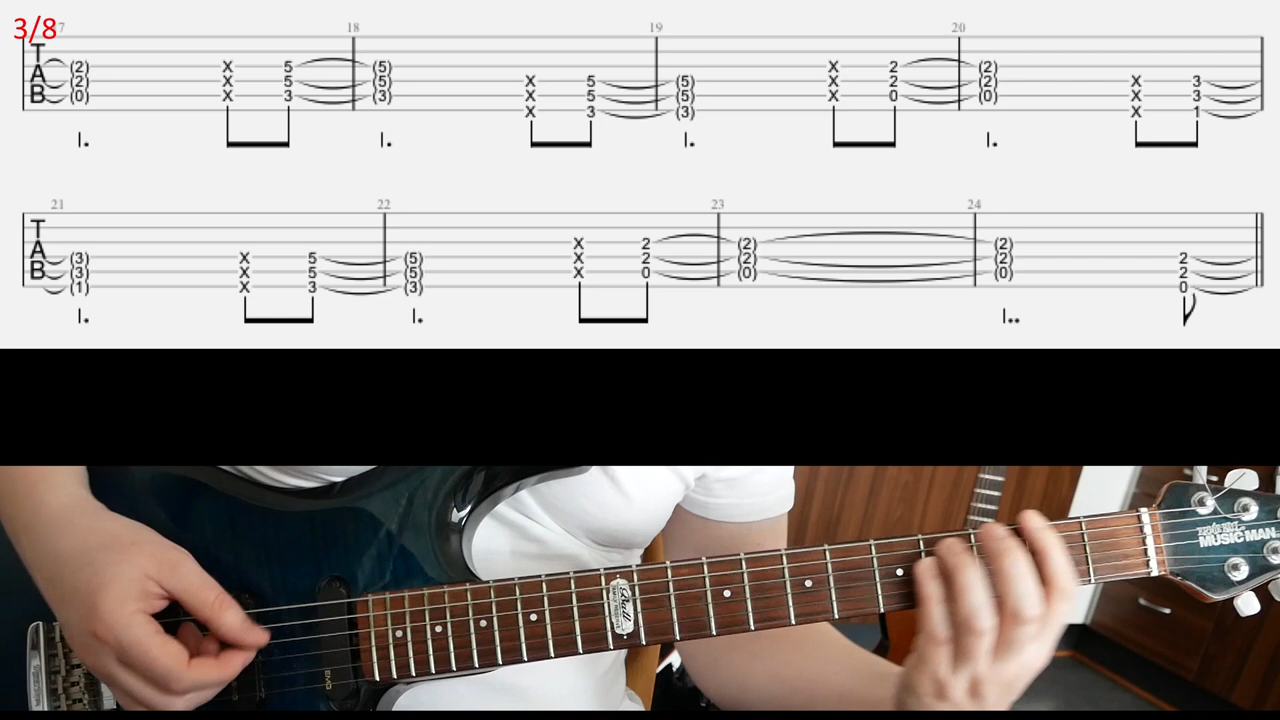 3/8
7 18 19 20
T (2) X 5 (5) 2 (2)
A (2) X 5 (5) X 5 (5) X 2 (2) X 3
B (0) X 3 (3) X 5 (5) X 0 (0) X 3
X 3 (3) X 1
21 22 23 24
T X 2 (2) (2)
A (3) X 5 (5) X 2 (2) (2) 2
B (3) X 5 (5) X 0 (0) (0) 2
(1) X 3 (3) 0
MUSIC MAN